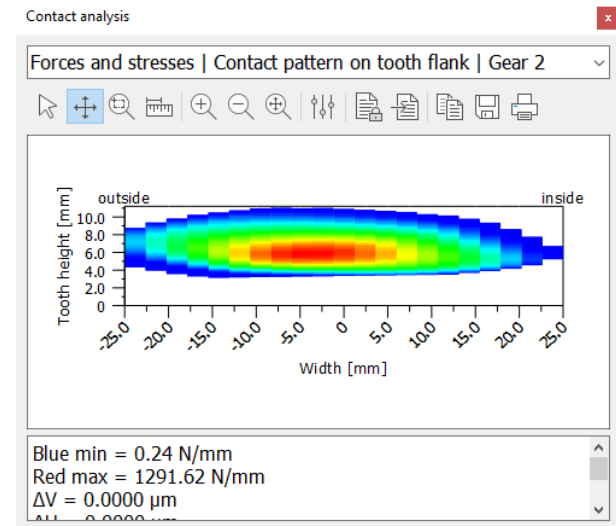 Contact analysis
x
Forces and stresses | Contact pattern on tooth flank | Gear 2
outside
inside
Tooth height [mm]
10.0
8.0
6.0
4.0
2.0
0
-25.0
-20.0
-15.0
-10.0
-5.0
0
5.0
10.0
15.0
20.0
25.0
Width [mm]
Blue min = 0.24 N/mm
Red max = 1291.62 N/mm
ΔV = 0.0000 µm